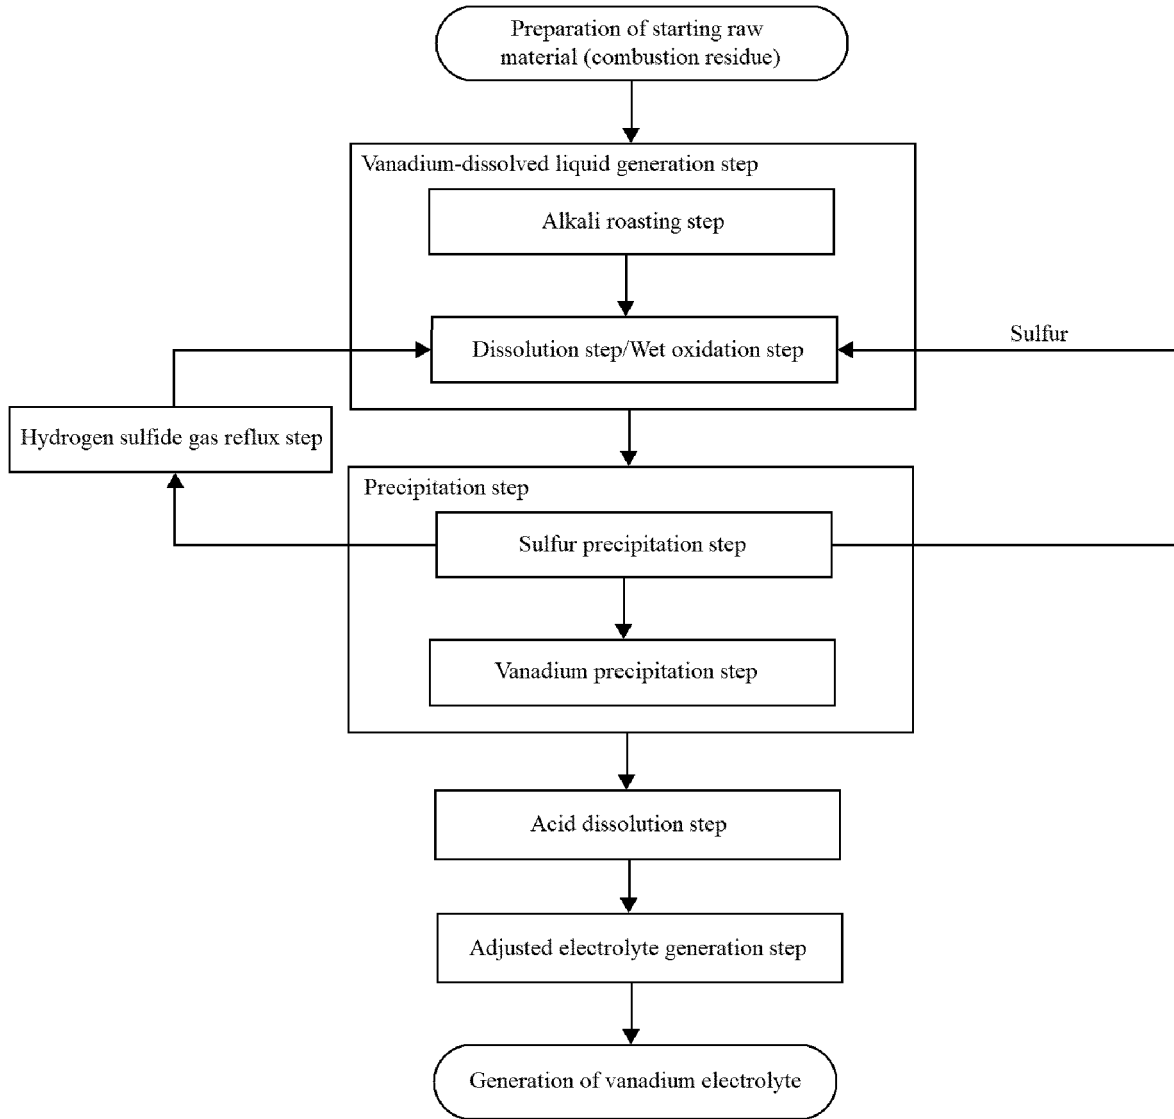 Preparation of starting raw
material (combustion residue)
Vanadium-dissolved liquid generation step
Alkali roasting step
Sulfur
Dissolution step/Wet oxidation step
Hydrogen sulfide gas reflux step
Precipitation step
Sulfur precipitation step
Vanadium precipitation step
Acid dissolution step
Adjusted electrolyte generation step
Generation of vanadium electrolyte